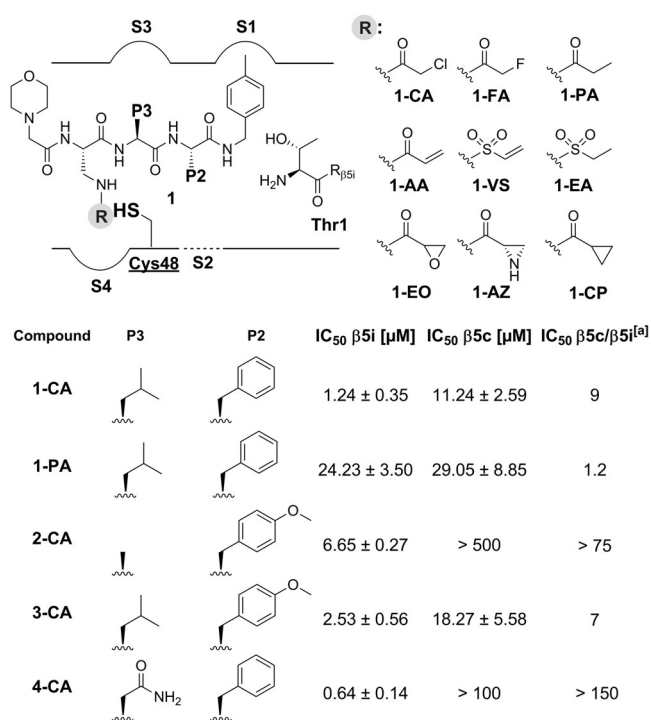 S3
S1
R:
O
Cl
O
F
O
1-CA
1-FA
1-PA
O
N
O
H
N
O
N
H
P3
O
H
N
P2
O
N
H
HO
H₂N
O
Rβ5i
Thr1
NH
R
HS
1
Cys48
S2
S4
O
O
S
O
O
S
O
1-AA
1-VS
1-EA
O
O
O
N
H
O
1-EO
1-AZ
1-CP
Compound P3 P2 IC₅₀ β5i [µM] IC₅₀ β5c [µM] IC₅₀ β5c/β5i[a]
1-CA 1.24 ± 0.35 11.24 ± 2.59 9
1-PA 24.23 ± 3.50 29.05 ± 8.85 1.2
O
2-CA 6.65 ± 0.27 > 500 > 75
O
3-CA 2.53 ± 0.56 18.27 ± 5.58 7
O
NH₂
4-CA 0.64 ± 0.14 > 100 > 150